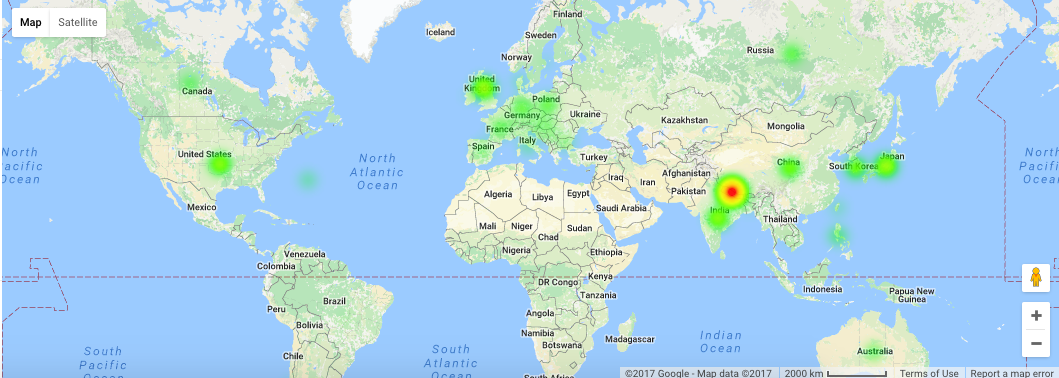 Map Satellite
Finland
Iceland
Sweden
Russia
Norway
United
Kingdom
Canada
Poland
Germany
Ukraine
Kazakhstan
Mongolia
France
Italy
Spain
United States
North
Pacific
Ocean
North
Atlantic
Ocean
Turkey
China
South Korea
Japan
North
Pacific
Ocean
Afghanistan
Iraq
Iran
Pakistan
Algeria
Libya
Egypt
Saudi Arabia
Mexico
India
Thailand
Mali
Niger
Sudan
Chad
Nigeria
Ethiopia
Venezuela
Colombia
Kenya
DR Congo
Indonesia
Papua New
Guinea
Tanzania
Brazil
Peru
Angola
Bolivia
Namibia
Madagascar
Botswana
Indian
Ocean
Chile
South
Pacific
South
Atlantic
Ocean
Australia
South Africa
+
−
©2017 Google - Map data ©2017 2000 km Terms of Use Report a map error